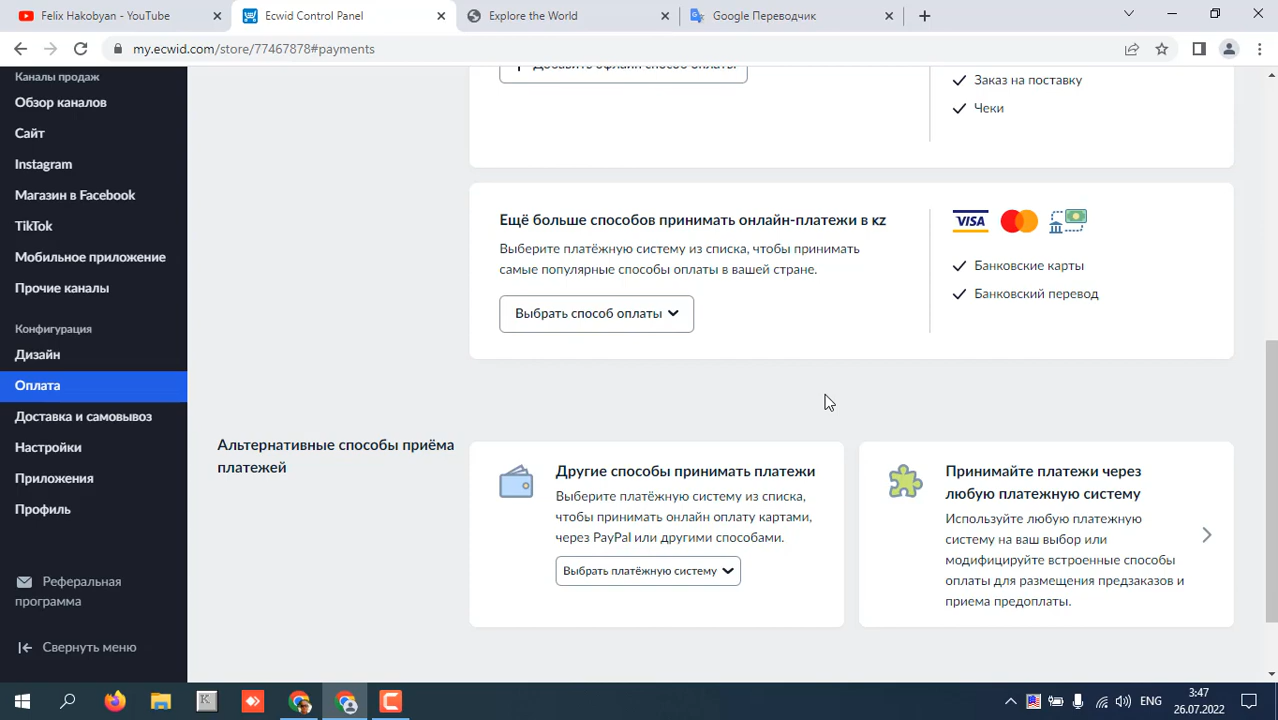 Felix Hakobyan - YouTube
Ecwid Control Panel
Explore the World
Google Переводчик
my.ecwid.com/store/77467878#payments
Каналы продаж
Обзор каналов
Сайт
Instagram
Магазин в Facebook
TikTok
Мобильное приложение
Прочие каналы
Конфигурация
Дизайн
Оплата
Доставка и самовывоз
Настройки
Приложения
Профиль
Реферальная
программа
Свернуть меню
Добавить офлайн способ оплаты
Заказ на поставку
Чеки
Ещё больше способов принимать онлайн-платежи в kz
Выберите платёжную систему из списка, чтобы принимать
самые популярные способы оплаты в вашей стране.
Выбрать способ оплаты
VISA
Банковские карты
Банковский перевод
Альтернативные способы приёма
платежей
Другие способы принимать платежи
Выберите платёжную систему из списка,
чтобы принимать онлайн оплату картами,
через PayPal или другими способами.
Выбрать платёжную систему
Принимайте платежи через
любую платежную систему
Используйте любую платежную
систему на ваш выбор или
модифицируйте встроенные способы
оплаты для размещения предзаказов и
приема предоплаты.
K
ENG
3:47
26.07.2022